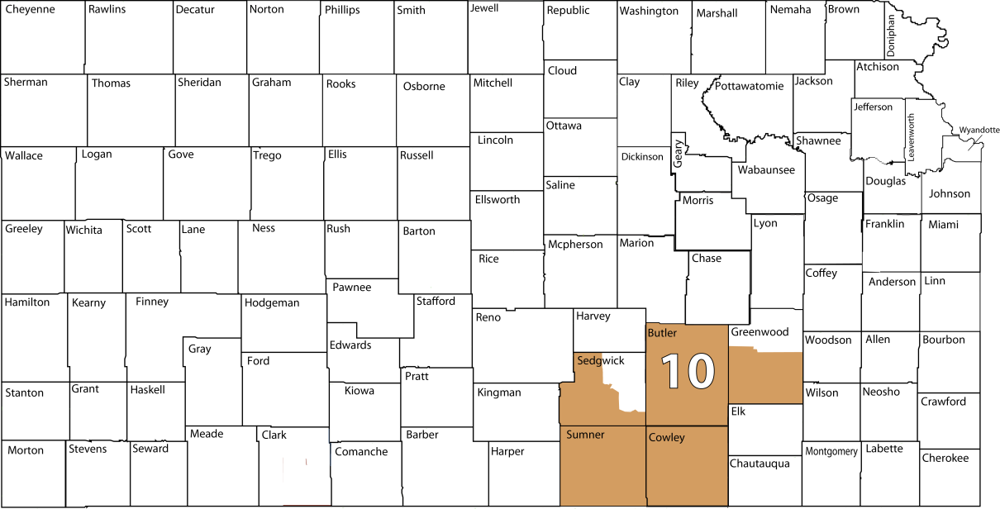 Cheyenne
Rawlins
Decatur
Norton
Phillips
Smith
Jewell
Republic
Washington
Marshall
Nemaha
Brown
Doniphan
Sherman
Thomas
Sheridan
Graham
Rooks
Osborne
Mitchell
Cloud
Clay
Riley
Pottawatomie
Jackson
Atchison
Jefferson
Leavenworth
Wyandotte
Lincoln
Ottawa
Wallace
Logan
Gove
Trego
Ellis
Russell
Dickinson
Geary
Shawnee
Wabaunsee
Douglas
Johnson
Ellsworth
Saline
Morris
Osage
Greeley
Wichita
Scott
Lane
Ness
Rush
Barton
Rice
Mcpherson
Marion
Chase
Lyon
Franklin
Miami
Coffey
Anderson
Linn
Hamilton
Kearny
Finney
Hodgeman
Pawnee
Stafford
Reno
Harvey
Butler
Greenwood
Woodson
Allen
Bourbon
Gray
Ford
Edwards
Sedgwick
10
Stanton
Grant
Haskell
Kiowa
Pratt
Kingman
Elk
Wilson
Neosho
Crawford
Meade
Clark
Barber
Sumner
Cowley
Morton
Stevens
Seward
Comanche
Harper
Chautauqua
Montgomery
Labette
Cherokee